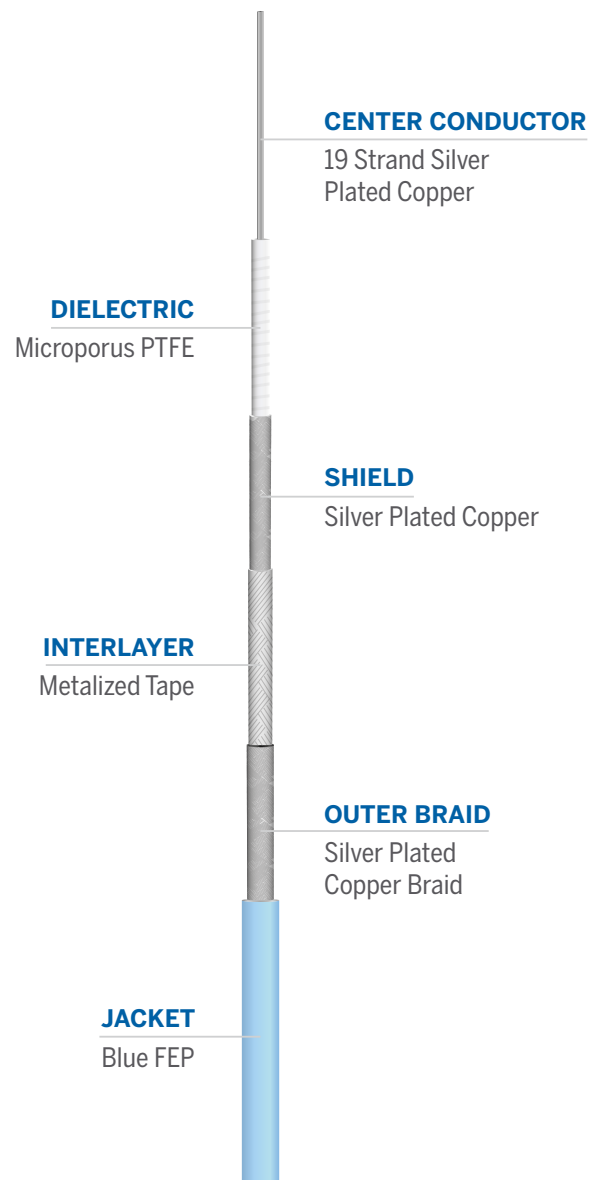 CENTER CONDUCTOR
19 Strand Silver
Plated Copper
DIELECTRIC
Microporus PTFE
SHIELD
Silver Plated Copper
INTERLAYER
Metalized Tape
OUTER BRAID
Silver Plated
Copper Braid
JACKET
Blue FEP